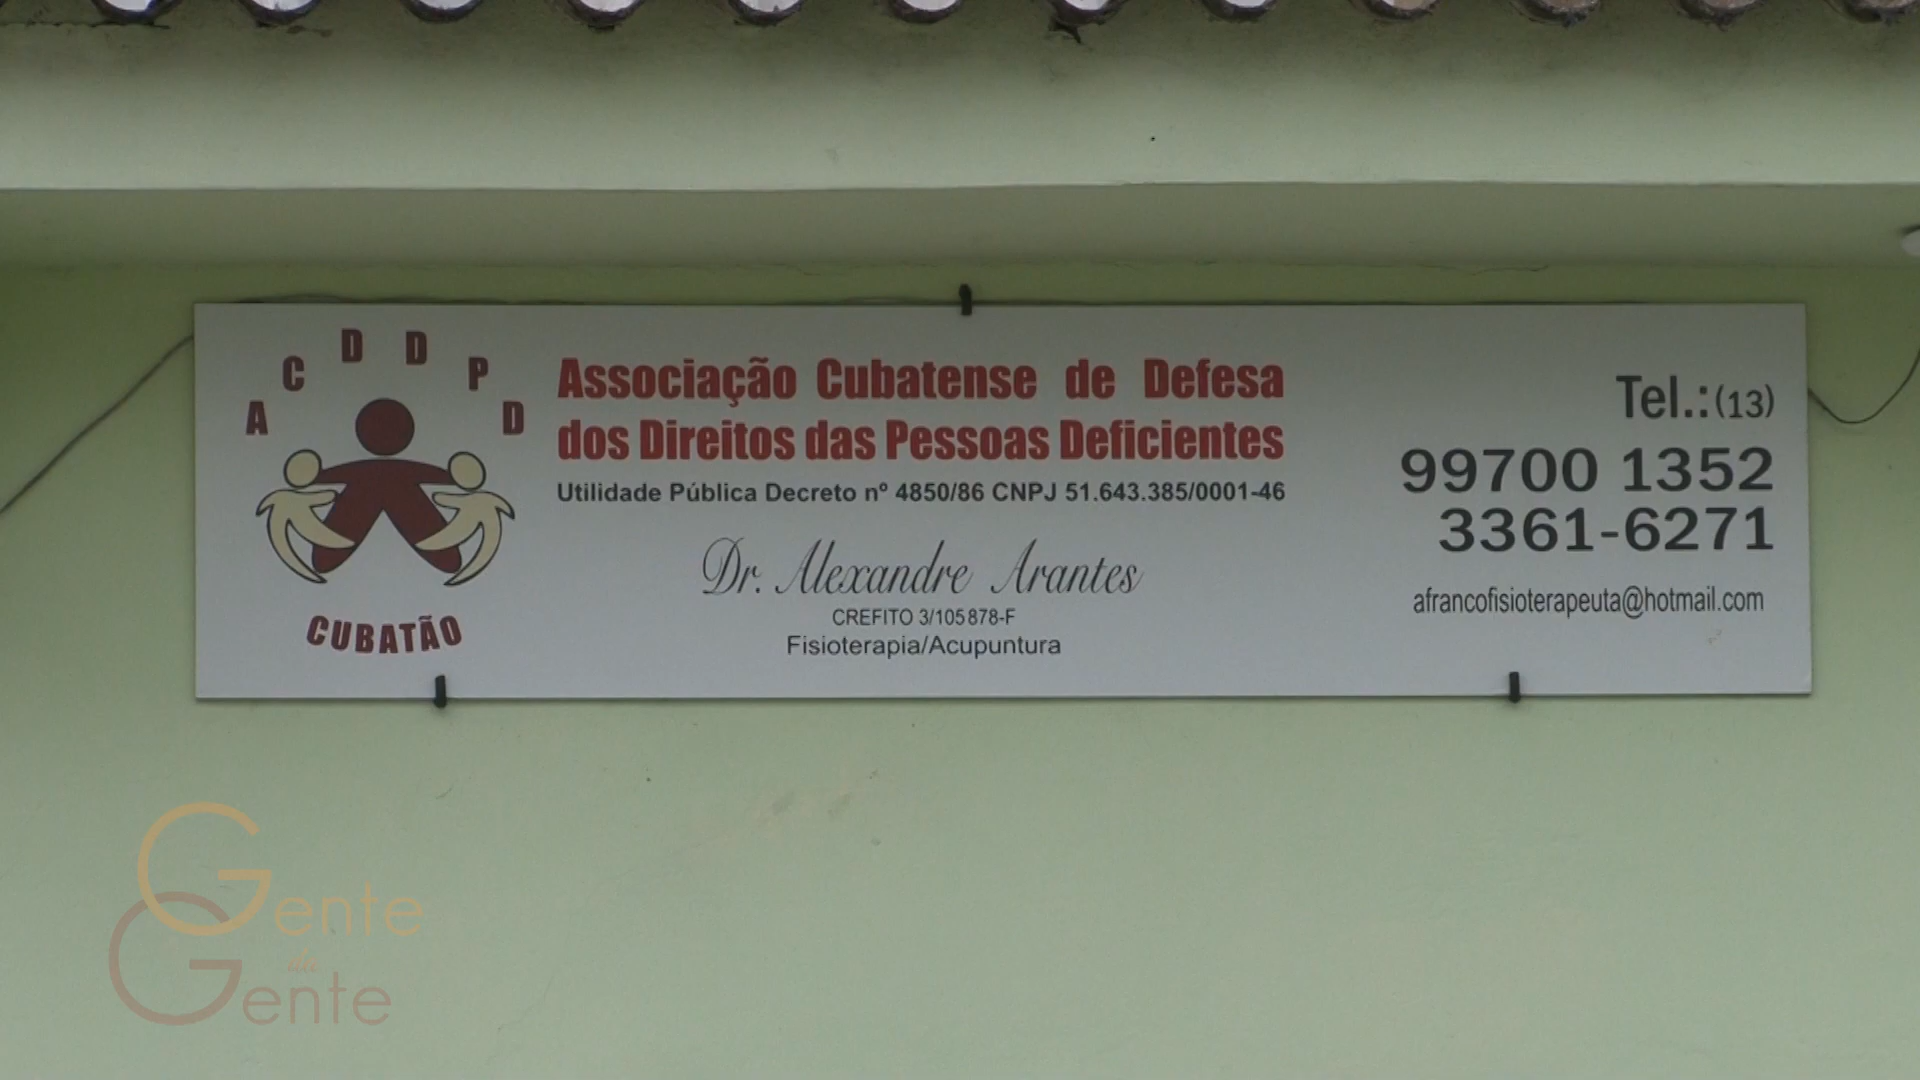 A C D D P D
CUBATÃO
Associação Cubatense de Defesa
dos Direitos das Pessoas Deficientes
Utilidade Pública Decreto nº 4850/86 CNPJ 51.643.385/0001-46
Dr. Alexandre Arantes
CREFITO 3/105878-F
Fisioterapia/Acupuntura
Tel.: (13)
99700 1352
3361-6271
afrancofisioterapeuta@hotmail.com
Gente
da
Gente